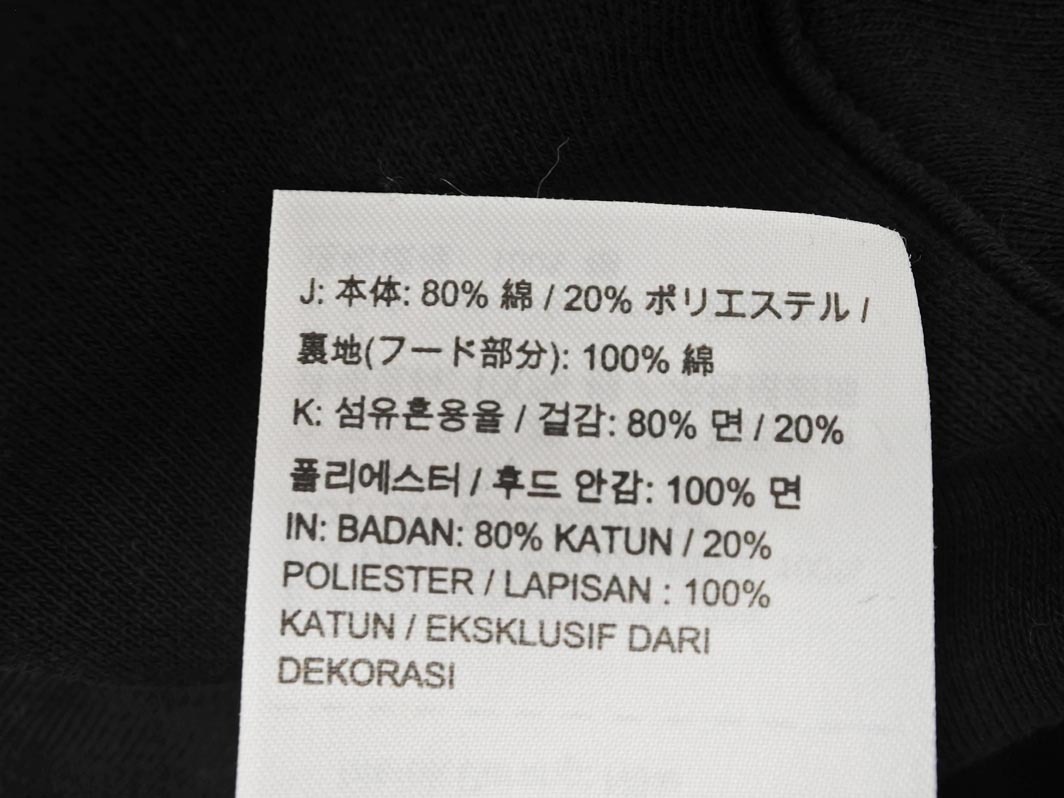 J: 本体: 80% 綿 / 20% ポリエステル /
裏地(フード部分): 100% 綿
K: 섬유혼용율 / 겉감: 80% 면 / 20%
폴리에스터 / 후드 안감: 100% 면
IN: BADAN: 80% KATUN / 20%
POLIESTER / LAPISAN : 100%
KATUN / EKSKLUSIF DARI
DEKORASI